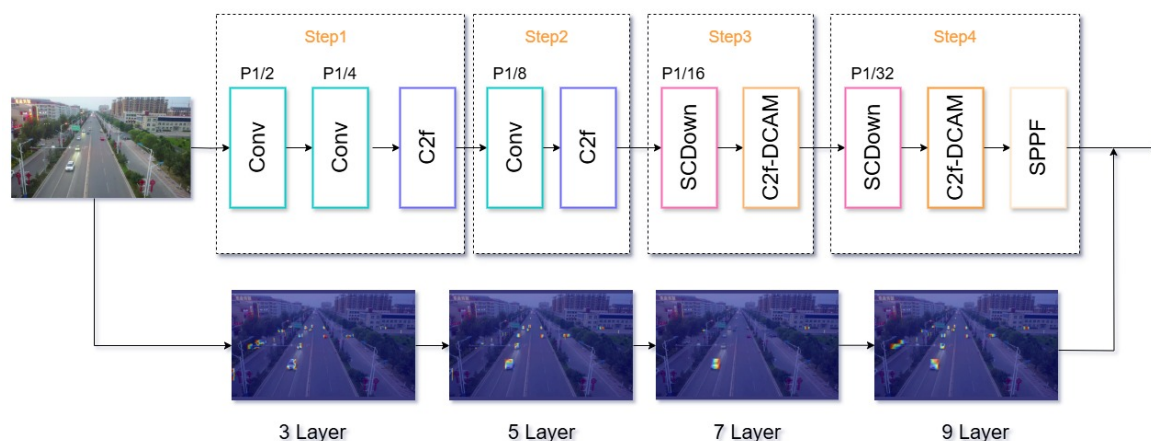 Step1
Step2
Step3
Step4
P1/2
P1/4
P1/8
P1/16
P1/32
Conv
Conv
C2f
Conv
C2f
SCDown
C2f-DCAM
SCDown
C2f-DCAM
SPPF
3 Layer
5 Layer
7 Layer
9 Layer